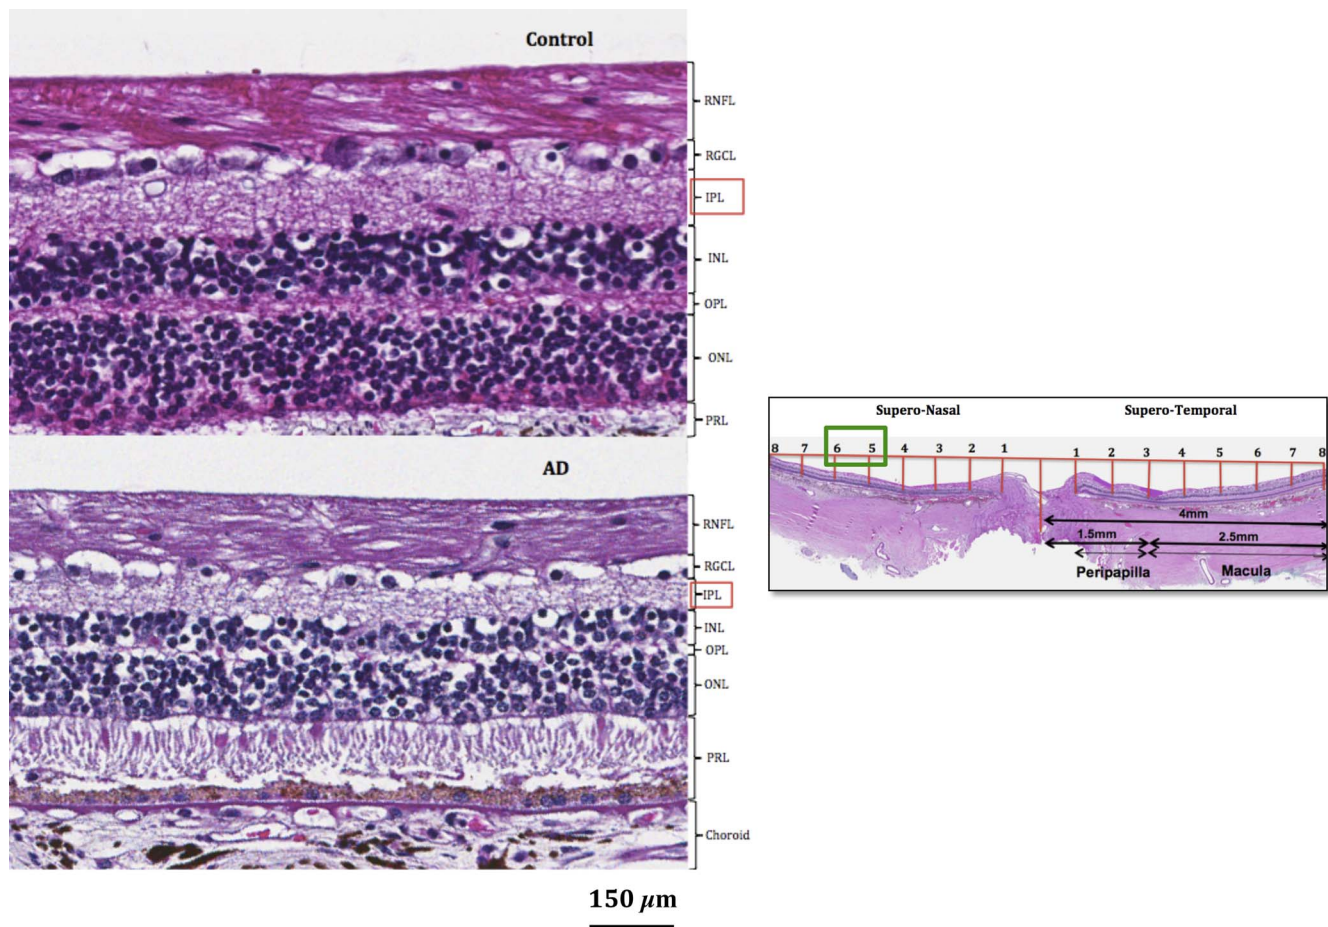 Control
RNFL
RGCL
IPL
INL
OPL
ONL
PRL
AD
RNFL
RGCL
IPL
INL
OPL
ONL
PRL
Choroid
150 μm
Supero-Nasal Supero-Temporal
8 7 6 5 4 3 2 1 1 2 3 4 5 6 7 8
4mm
1.5mm 2.5mm
Peripapilla Macula